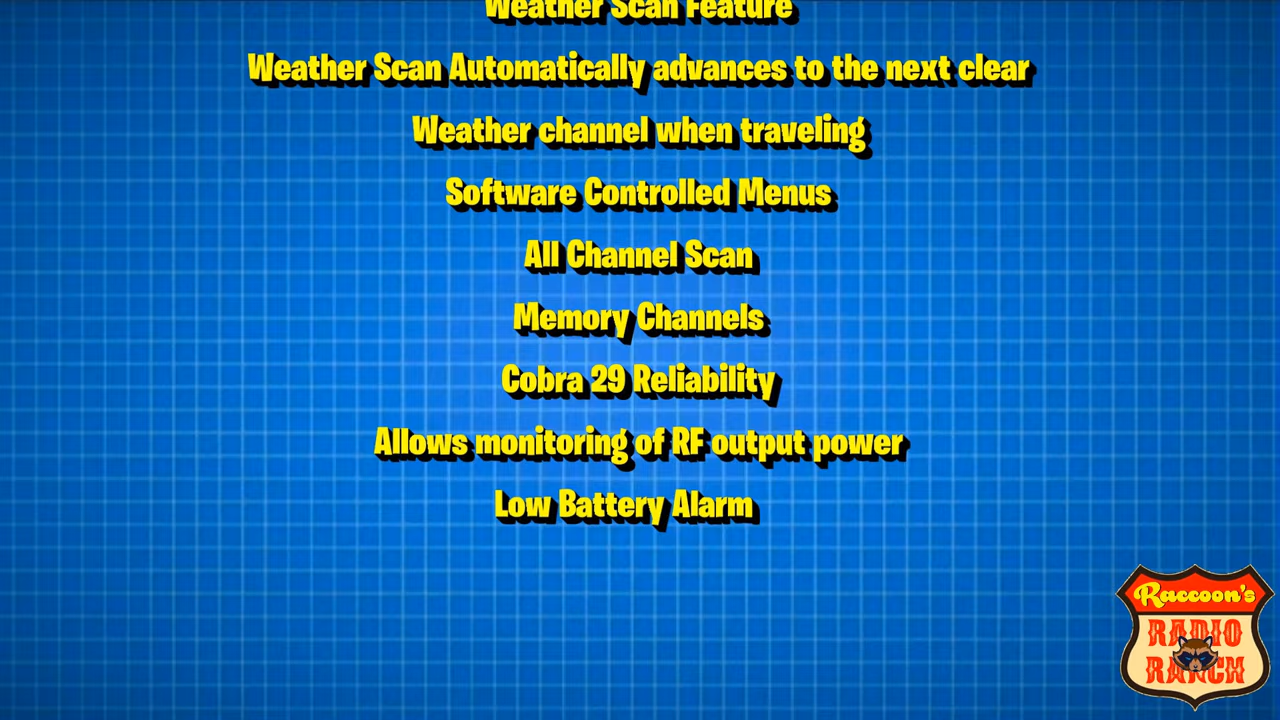 Weather Scan Feature
Weather Scan Automatically advances to the next clear
Weather channel when traveling
Software Controlled Menus
All Channel Scan
Memory Channels
Cobra 29 Reliability
Allows monitoring of RF output power
Low Battery Alarm
Raccoon's
RADIO
RANCH